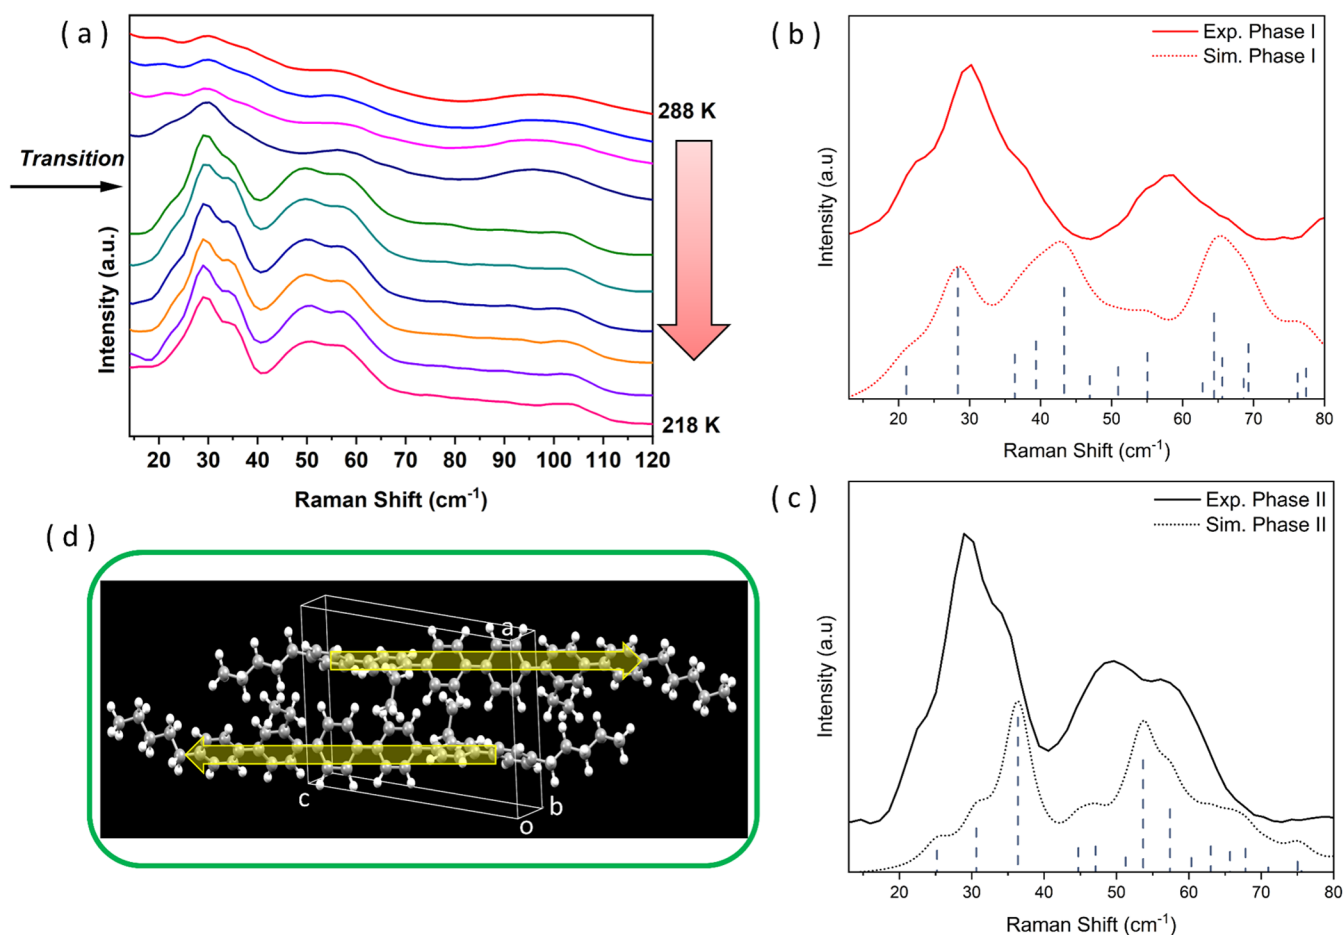 ( a )
288 K
Transition
218 K
Intensity (a.u.)
20 30 40 50 60 70 80 90 100 110 120
Raman Shift (cm-1)
( b )
Exp. Phase I
Sim. Phase I
Intensity (a.u)
20 30 40 50 60 70 80
Raman Shift (cm-1)
( c )
Exp. Phase II
Sim. Phase II
Intensity (a.u)
20 30 40 50 60 70 80
Raman Shift (cm-1)
( d )
a
c
b
o